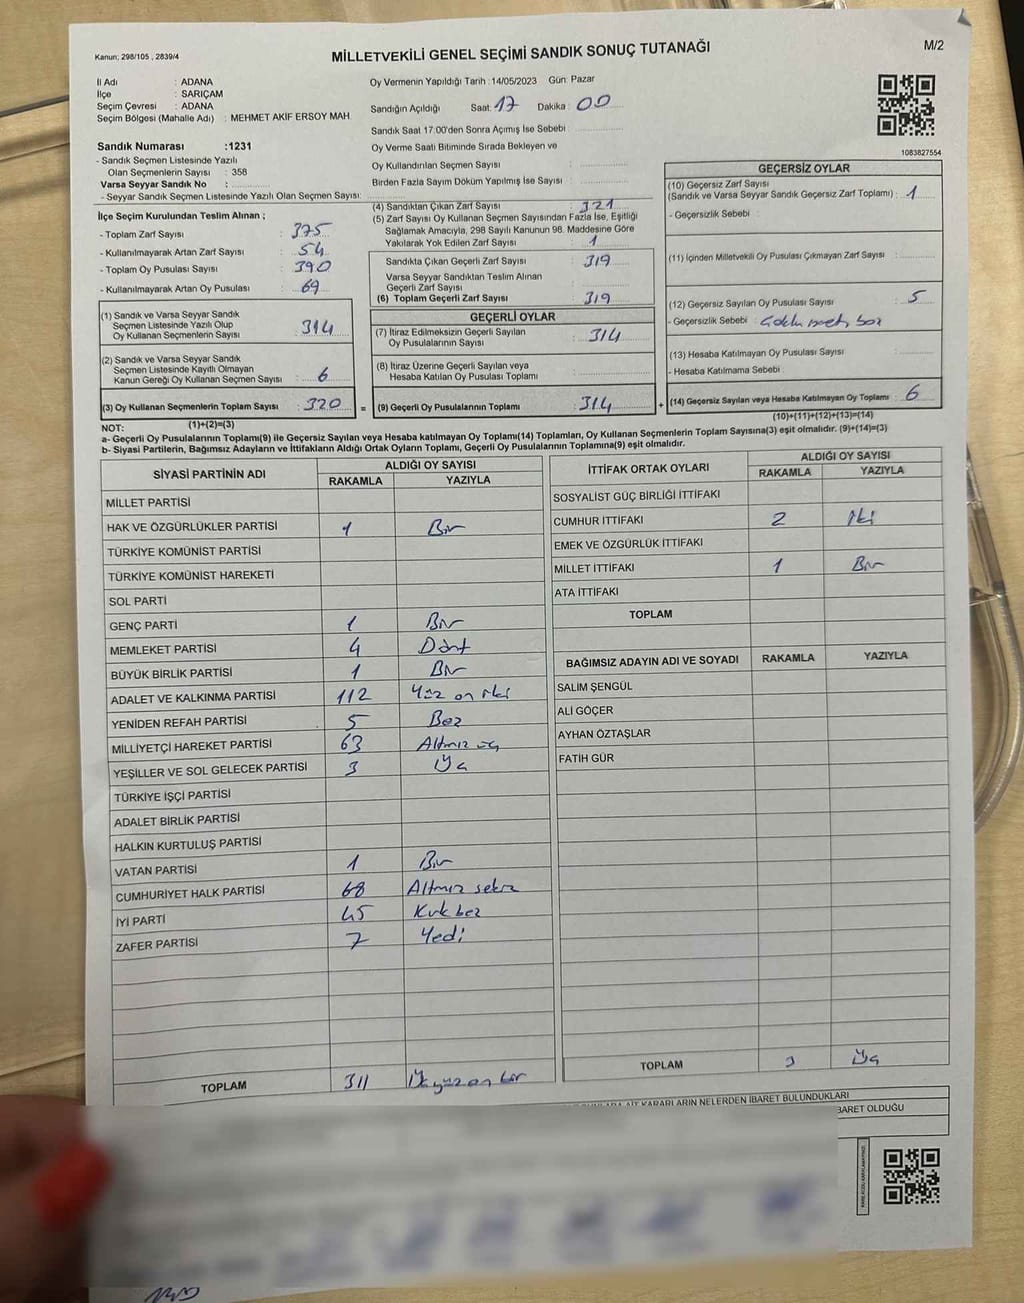 Kanun: 298/105 , 2839/4
MİLLETVEKİLİ GENEL SEÇİMİ SANDIK SONUÇ TUTANAĞI
M/2
İl Adı : ADANA
İlçe : SARIÇAM
Seçim Çevresi : ADANA
Seçim Bölgesi (Mahalle Adı) : MEHMET AKİF ERSOY MAH.
Sandık Numarası :1231
- Sandık Seçmen Listesinde Yazılı
Olan Seçmenlerin Sayısı : 358
Varsa Seyyar Sandık No :
- Seyyar Sandık Seçmen Listesinde Yazılı Olan Seçmen Sayısı:
Oy Vermenin Yapıldığı Tarih : 14/05/2023 Gün: Pazar
Sandığın Açıldığı Saat: 17 Dakika : 00
Sandık Saat 17:00'den Sonra Açımış İse Sebebi :
Oy Verme Saati Bitiminde Sırada Bekleyen ve
Oy Kullandırılan Seçmen Sayısı :
Birden Fazla Sayım Döküm Yapılmış İse Sayısı :
1083827554
İlçe Seçim Kurulundan Teslim Alınan ;
- Toplam Zarf Sayısı : 375
- Kullanılmayarak Artan Zarf Sayısı : 54
- Toplam Oy Pusulası Sayısı : 390
- Kullanılmayarak Artan Oy Pusulası : 69
(1) Sandık ve Varsa Seyyar Sandık
Seçmen Listesinde Yazılı Olup
Oy Kullanan Seçmenlerin Sayısı : 314
(2) Sandık ve Varsa Seyyar Sandık
Seçmen Listesinde Kayıtlı Olmayan
Kanun Gereği Oy Kullanan Seçmen Sayısı : 6
(3) Oy Kullanan Seçmenlerin Toplam Sayısı : 320
(1)+(2)=(3)
(4) Sandıktan Çıkan Zarf Sayısı : 321
(5) Zarf Sayısı Oy Kullanan Seçmen Sayısından Fazla İse, Eşitliği
Sağlamak Amacıyla, 298 Sayılı Kanunun 98. Maddesine Göre
Yakılarak Yok Edilen Zarf Sayısı : 1
Sandıkta Çıkan Geçerli Zarf Sayısı : 319
Varsa Seyyar Sandıktan Teslim Alınan
Geçerli Zarf Sayısı :
(6) Toplam Geçerli Zarf Sayısı : 319
GEÇERLİ OYLAR
(7) İtiraz Edilmeksizin Geçerli Sayılan
Oy Pusulalarının Sayısı : 314
(8) İtiraz Üzerine Geçerli Sayılan veya
Hesaba Katılan Oy Pusulası Toplamı :
= (9) Geçerli Oy Pusulalarının Toplamı : 314
GEÇERSİZ OYLAR
(10) Geçersiz Zarf Sayısı
(Sandık ve Varsa Seyyar Sandık Geçersiz Zarf Toplamı) : 1
- Geçersizlik Sebebi :
(11) İçinden Milletvekili Oy Pusulası Çıkmayan Zarf Sayısı :
(12) Geçersiz Sayılan Oy Pusulası Sayısı : 5
- Geçersizlik Sebebi :
(13) Hesaba Katılmayan Oy Pusulası Sayısı :
- Hesaba Katılmama Sebebi :
+ (14) Geçersiz Sayılan veya Hesaba Katılmayan Oy Toplamı : 6
(10)+(11)+(12)+(13)=(14)
NOT:
a- Geçerli Oy Pusulalarının Toplamı(9) ile Geçersiz Sayılan veya Hesaba katılmayan Oy Toplamı(14) Toplamları, Oy Kullanan Seçmenlerin Toplam Sayısına(3) eşit olmalıdır. (9)+(14)=(3)
b- Siyasi Partilerin, Bağımsız Adayların ve İttifakların Aldığı Ortak Oyların Toplamı, Geçerli Oy Pusulalarının Toplamına(9) eşit olmalıdır.
SİYASİ PARTİNİN ADI ALDIĞI OY SAYISI
RAKAMLA YAZIYLA
MİLLET PARTİSİ
HAK VE ÖZGÜRLÜKLER PARTİSİ 1 Bir
TÜRKİYE KOMÜNİST PARTİSİ
TÜRKİYE KOMÜNİST HAREKETİ
SOL PARTİ
GENÇ PARTİ 1 Bir
MEMLEKET PARTİSİ 4 Dört
BÜYÜK BİRLİK PARTİSİ 1 Bir
ADALET VE KALKINMA PARTİSİ 112 Yüz on iki
YENİDEN REFAH PARTİSİ 5 Beş
MİLLİYETÇİ HAREKET PARTİSİ 63 Altmış üç
YEŞİLLER VE SOL GELECEK PARTİSİ 3 Üç
TÜRKİYE İŞÇİ PARTİSİ
ADALET BİRLİK PARTİSİ
HALKIN KURTULUŞ PARTİSİ
VATAN PARTİSİ 1 Bir
CUMHURİYET HALK PARTİSİ 68 Altmış sekiz
İYİ PARTİ 45 Kırk beş
ZAFER PARTİSİ 7 Yedi
TOPLAM 311 Üç yüz on bir
İTTİFAK ORTAK OYLARI ALDIĞI OY SAYISI
RAKAMLA YAZIYLA
SOSYALİST GÜÇ BİRLİĞİ İTTİFAKI
CUMHUR İTTİFAKI 2 İki
EMEK VE ÖZGÜRLÜK İTTİFAKI
MİLLET İTTİFAKI 1 Bir
ATA İTTİFAKI
TOPLAM
BAĞIMSIZ ADAYIN ADI VE SOYADI RAKAMLA YAZIYLA
SALİM ŞENGÜL
ALİ GÖÇER
AYHAN ÖZTAŞLAR
FATİH GÜR
TOPLAM 3 Üç
KARARLARIN NELERDEN İBARET BULUNDUKLARI
İBARET OLDUĞU